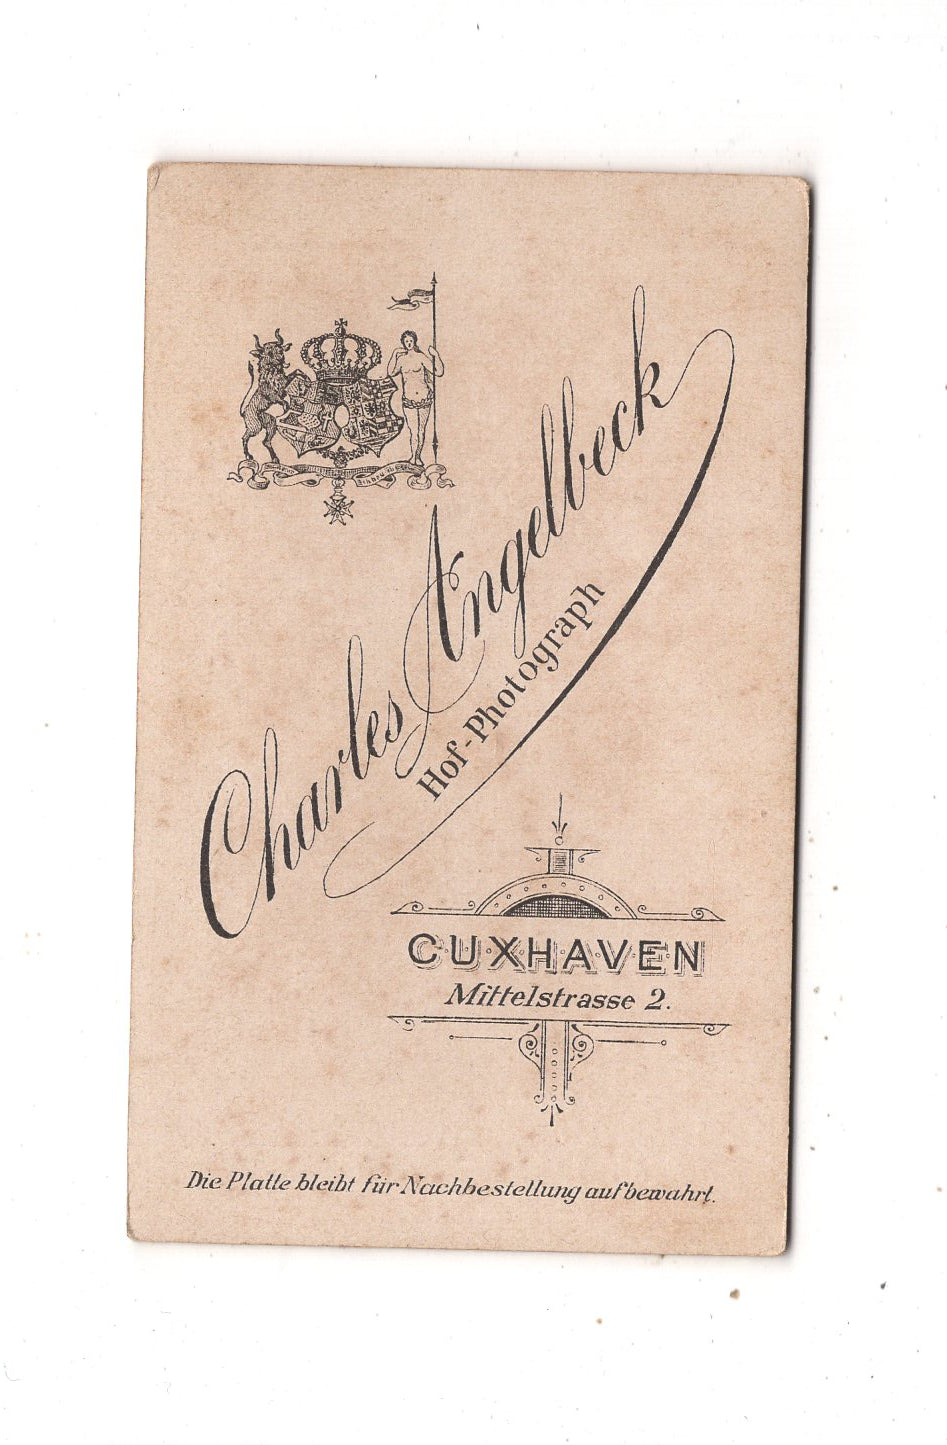 Charles Angelbeck
Hof-Photograph
CUXHAVEN
Mittelstrasse 2.
Die Platte bleibt für Nachbestellung aufbewahrt.